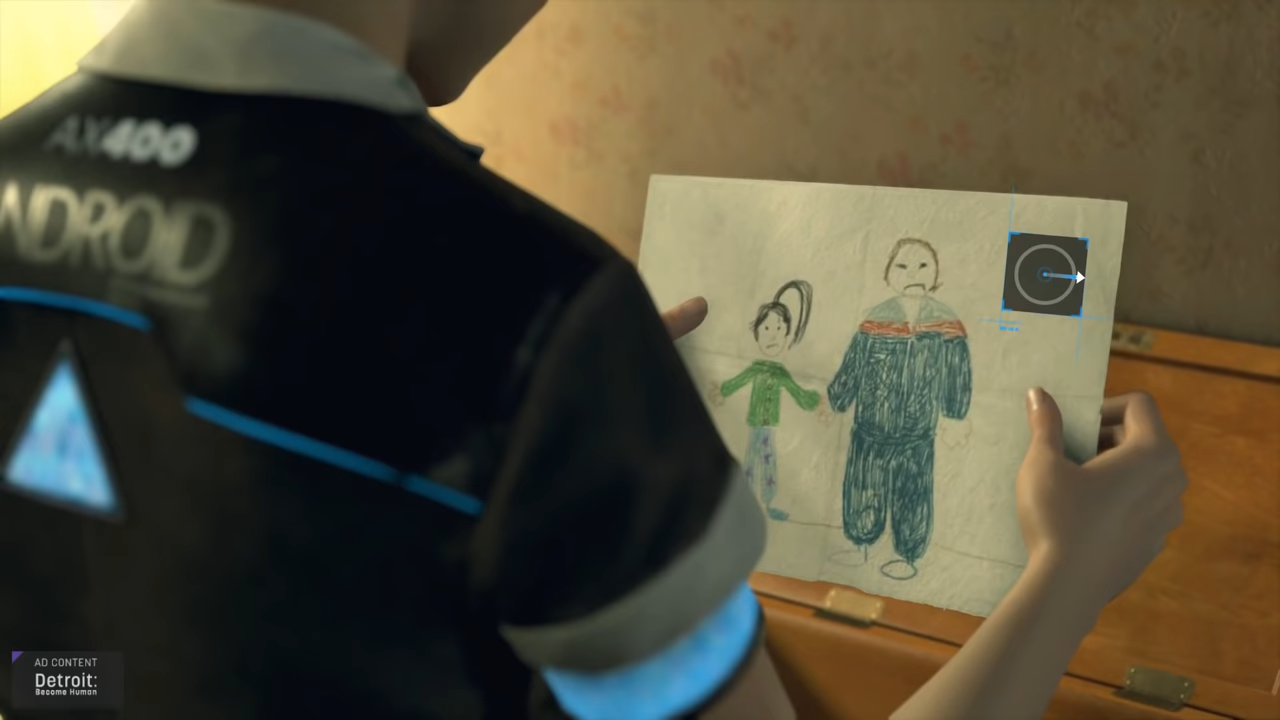 AX400
ANDROID
AD CONTENT
Detroit:
Become Human